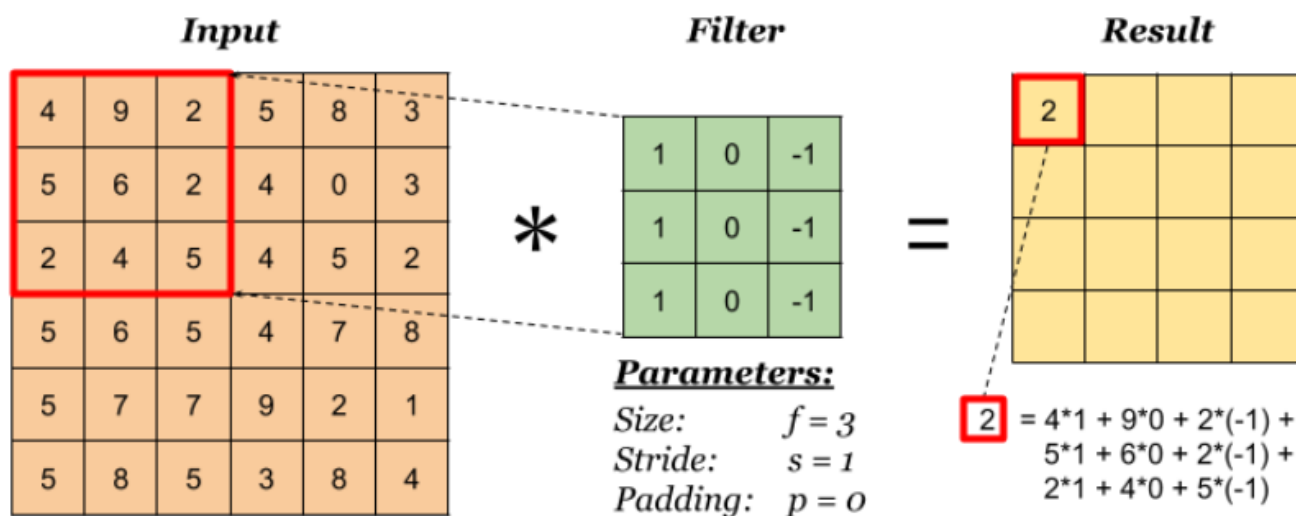 Input
Filter
Result
4 9 2 5 8 3
5 6 2 4 0 3
2 4 5 4 5 2
5 6 5 4 7 8
5 7 7 9 2 1
5 8 5 3 8 4
*
1 0 -1
1 0 -1
1 0 -1
=
2
Parameters:
Size: f = 3
Stride: s = 1
Padding: p = 0
2 = 4*1 + 9*0 + 2*(-1) +
5*1 + 6*0 + 2*(-1) +
2*1 + 4*0 + 5*(-1)